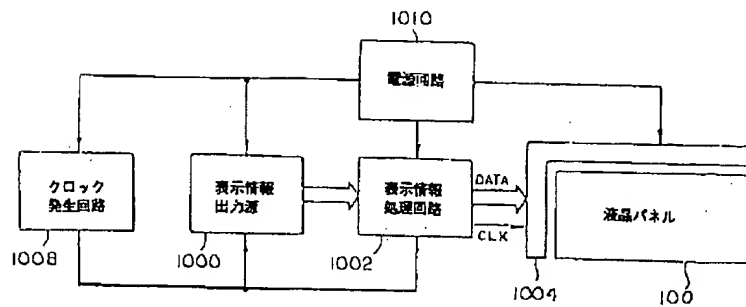 1010
電源回路
クロック
発生回路
表示情報
出力源
表示情報
処理回路
DATA
CLK
液晶パネル
1008
1000
1002
1004
100